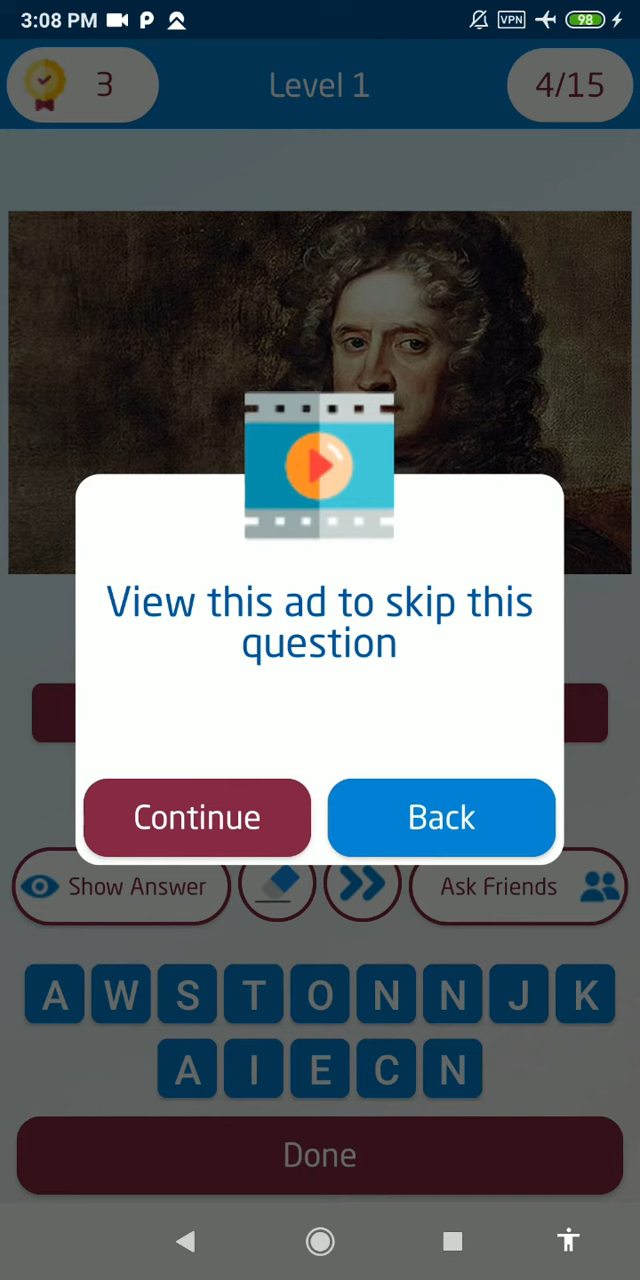 3:08 PM VPN 98
3 Level 1 4/15
View this ad to skip this
question
Continue Back
Show Answer Ask Friends
A W S T O N N J K
A I E C N
Done